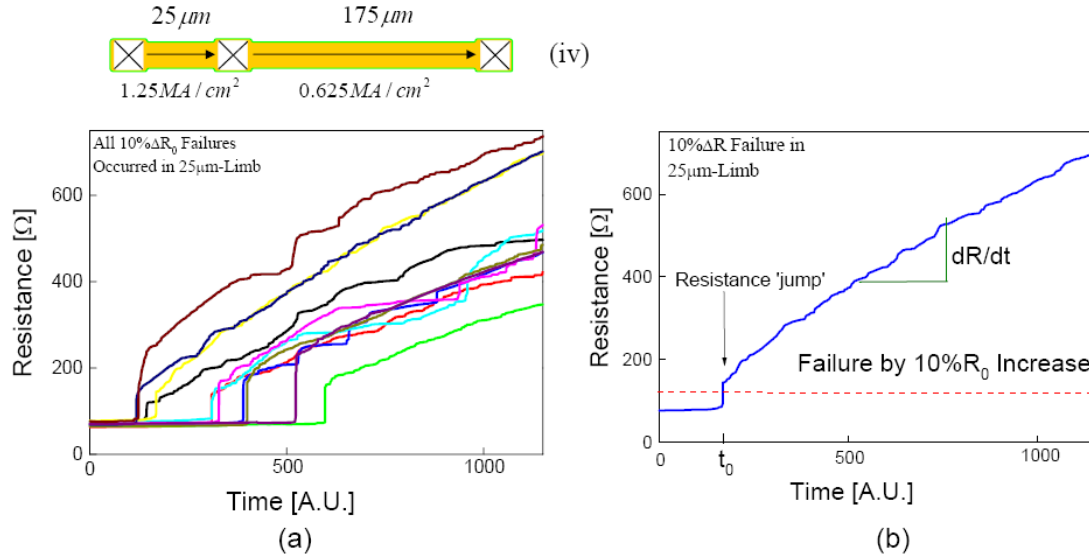 25 μm 175 μm
(iv)
1.25MA / cm² 0.625MA / cm²
All 10%ΔR₀ Failures
Occurred in 25μm-Limb
Resistance [Ω]
600
400
200
0
0 500 1000
Time [A.U.]
(a)
10%ΔR Failure in
25μm-Limb
Resistance [Ω]
600
400
200
0
dR/dt
Resistance 'jump'
Failure by 10%R₀ Increase
0 t₀ 500 1000
Time [A.U.]
(b)